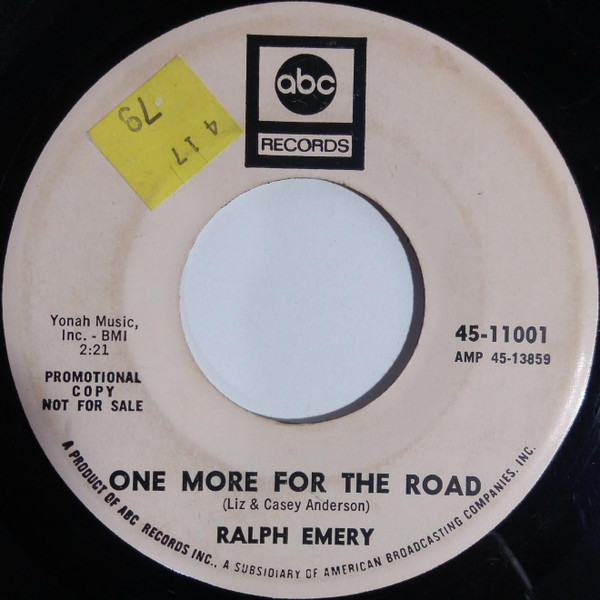 abc
RECORDS
79
4 17
Yonah Music,
Inc. - BMI
2:21
PROMOTIONAL
COPY
NOT FOR SALE
45-11001
AMP 45-13859
ONE MORE FOR THE ROAD
(Liz & Casey Anderson)
RALPH EMERY
A PRODUCT OF ABC RECORDS INC., A SUBSIDIARY OF AMERICAN BROADCASTING COMPANIES, INC.